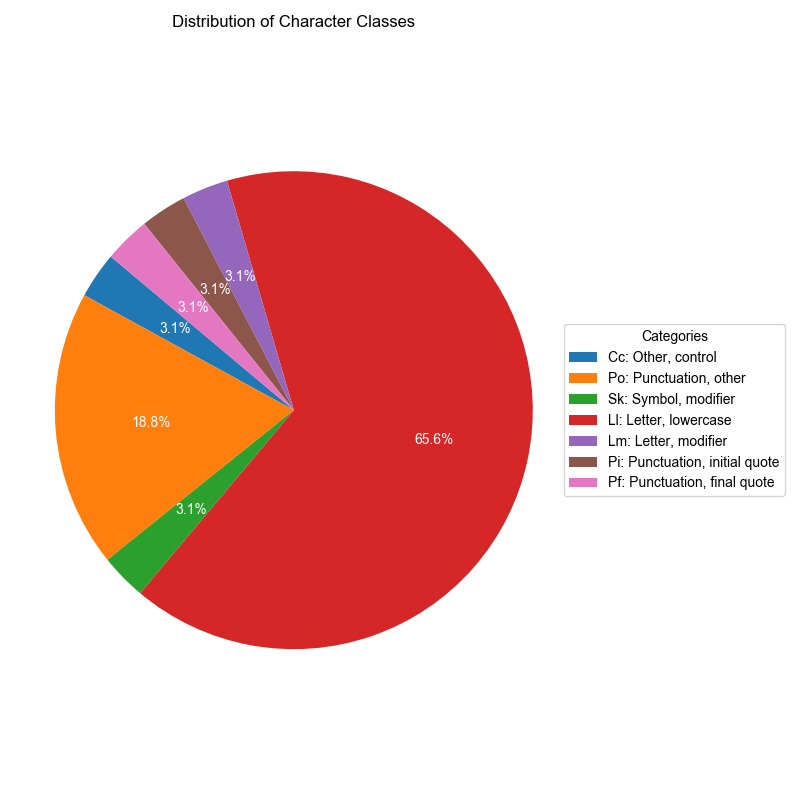 Distribution of Character Classes
3.1%
3.1%
3.1%
3.1%
18.8%
65.6%
3.1%
Categories
Cc: Other, control
Po: Punctuation, other
Sk: Symbol, modifier
Ll: Letter, lowercase
Lm: Letter, modifier
Pi: Punctuation, initial quote
Pf: Punctuation, final quote